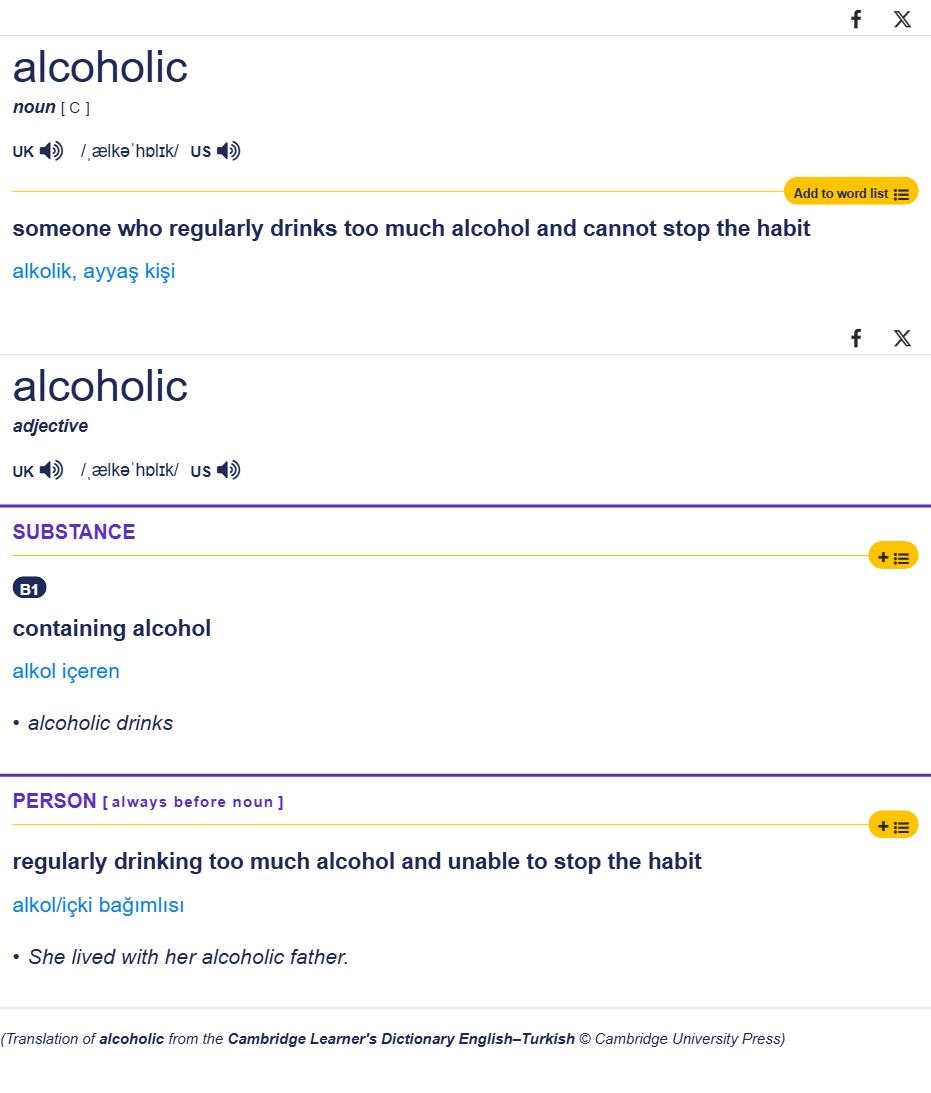 alcoholic
noun [ C ]
UK /ˌælkəˈhɒlɪk/ US
Add to word list
someone who regularly drinks too much alcohol and cannot stop the habit
alkolik, ayyaş kişi
alcoholic
adjective
UK /ˌælkəˈhɒlɪk/ US
SUBSTANCE
B1
containing alcohol
alkol içeren
• alcoholic drinks
PERSON [ always before noun ]
regularly drinking too much alcohol and unable to stop the habit
alkol/içki bağımlısı
• She lived with her alcoholic father.
(Translation of alcoholic from the Cambridge Learner's Dictionary English–Turkish © Cambridge University Press)